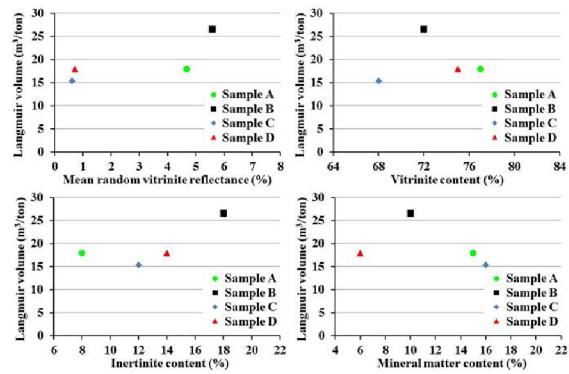 Langmuir volume (m³/ton)
30
25
20
15
10
5
0
Sample A
Sample B
Sample C
Sample D
0 1 2 3 4 5 6 7 8
Mean random vitrinite reflectance (%)
Langmuir volume (m³/ton)
30
25
20
15
10
5
0
Sample A
Sample B
Sample C
Sample D
64 68 72 76 80 84
Vitrinite content (%)
Langmuir volume (m³/ton)
30
25
20
15
10
5
0
Sample A
Sample B
Sample C
Sample D
6 8 10 12 14 16 18 20 22
Inertinite content (%)
Langmuir volume (m³/ton)
30
25
20
15
10
5
0
Sample A
Sample B
Sample C
Sample D
4 6 8 10 12 14 16 18 20 22
Mineral matter content (%)